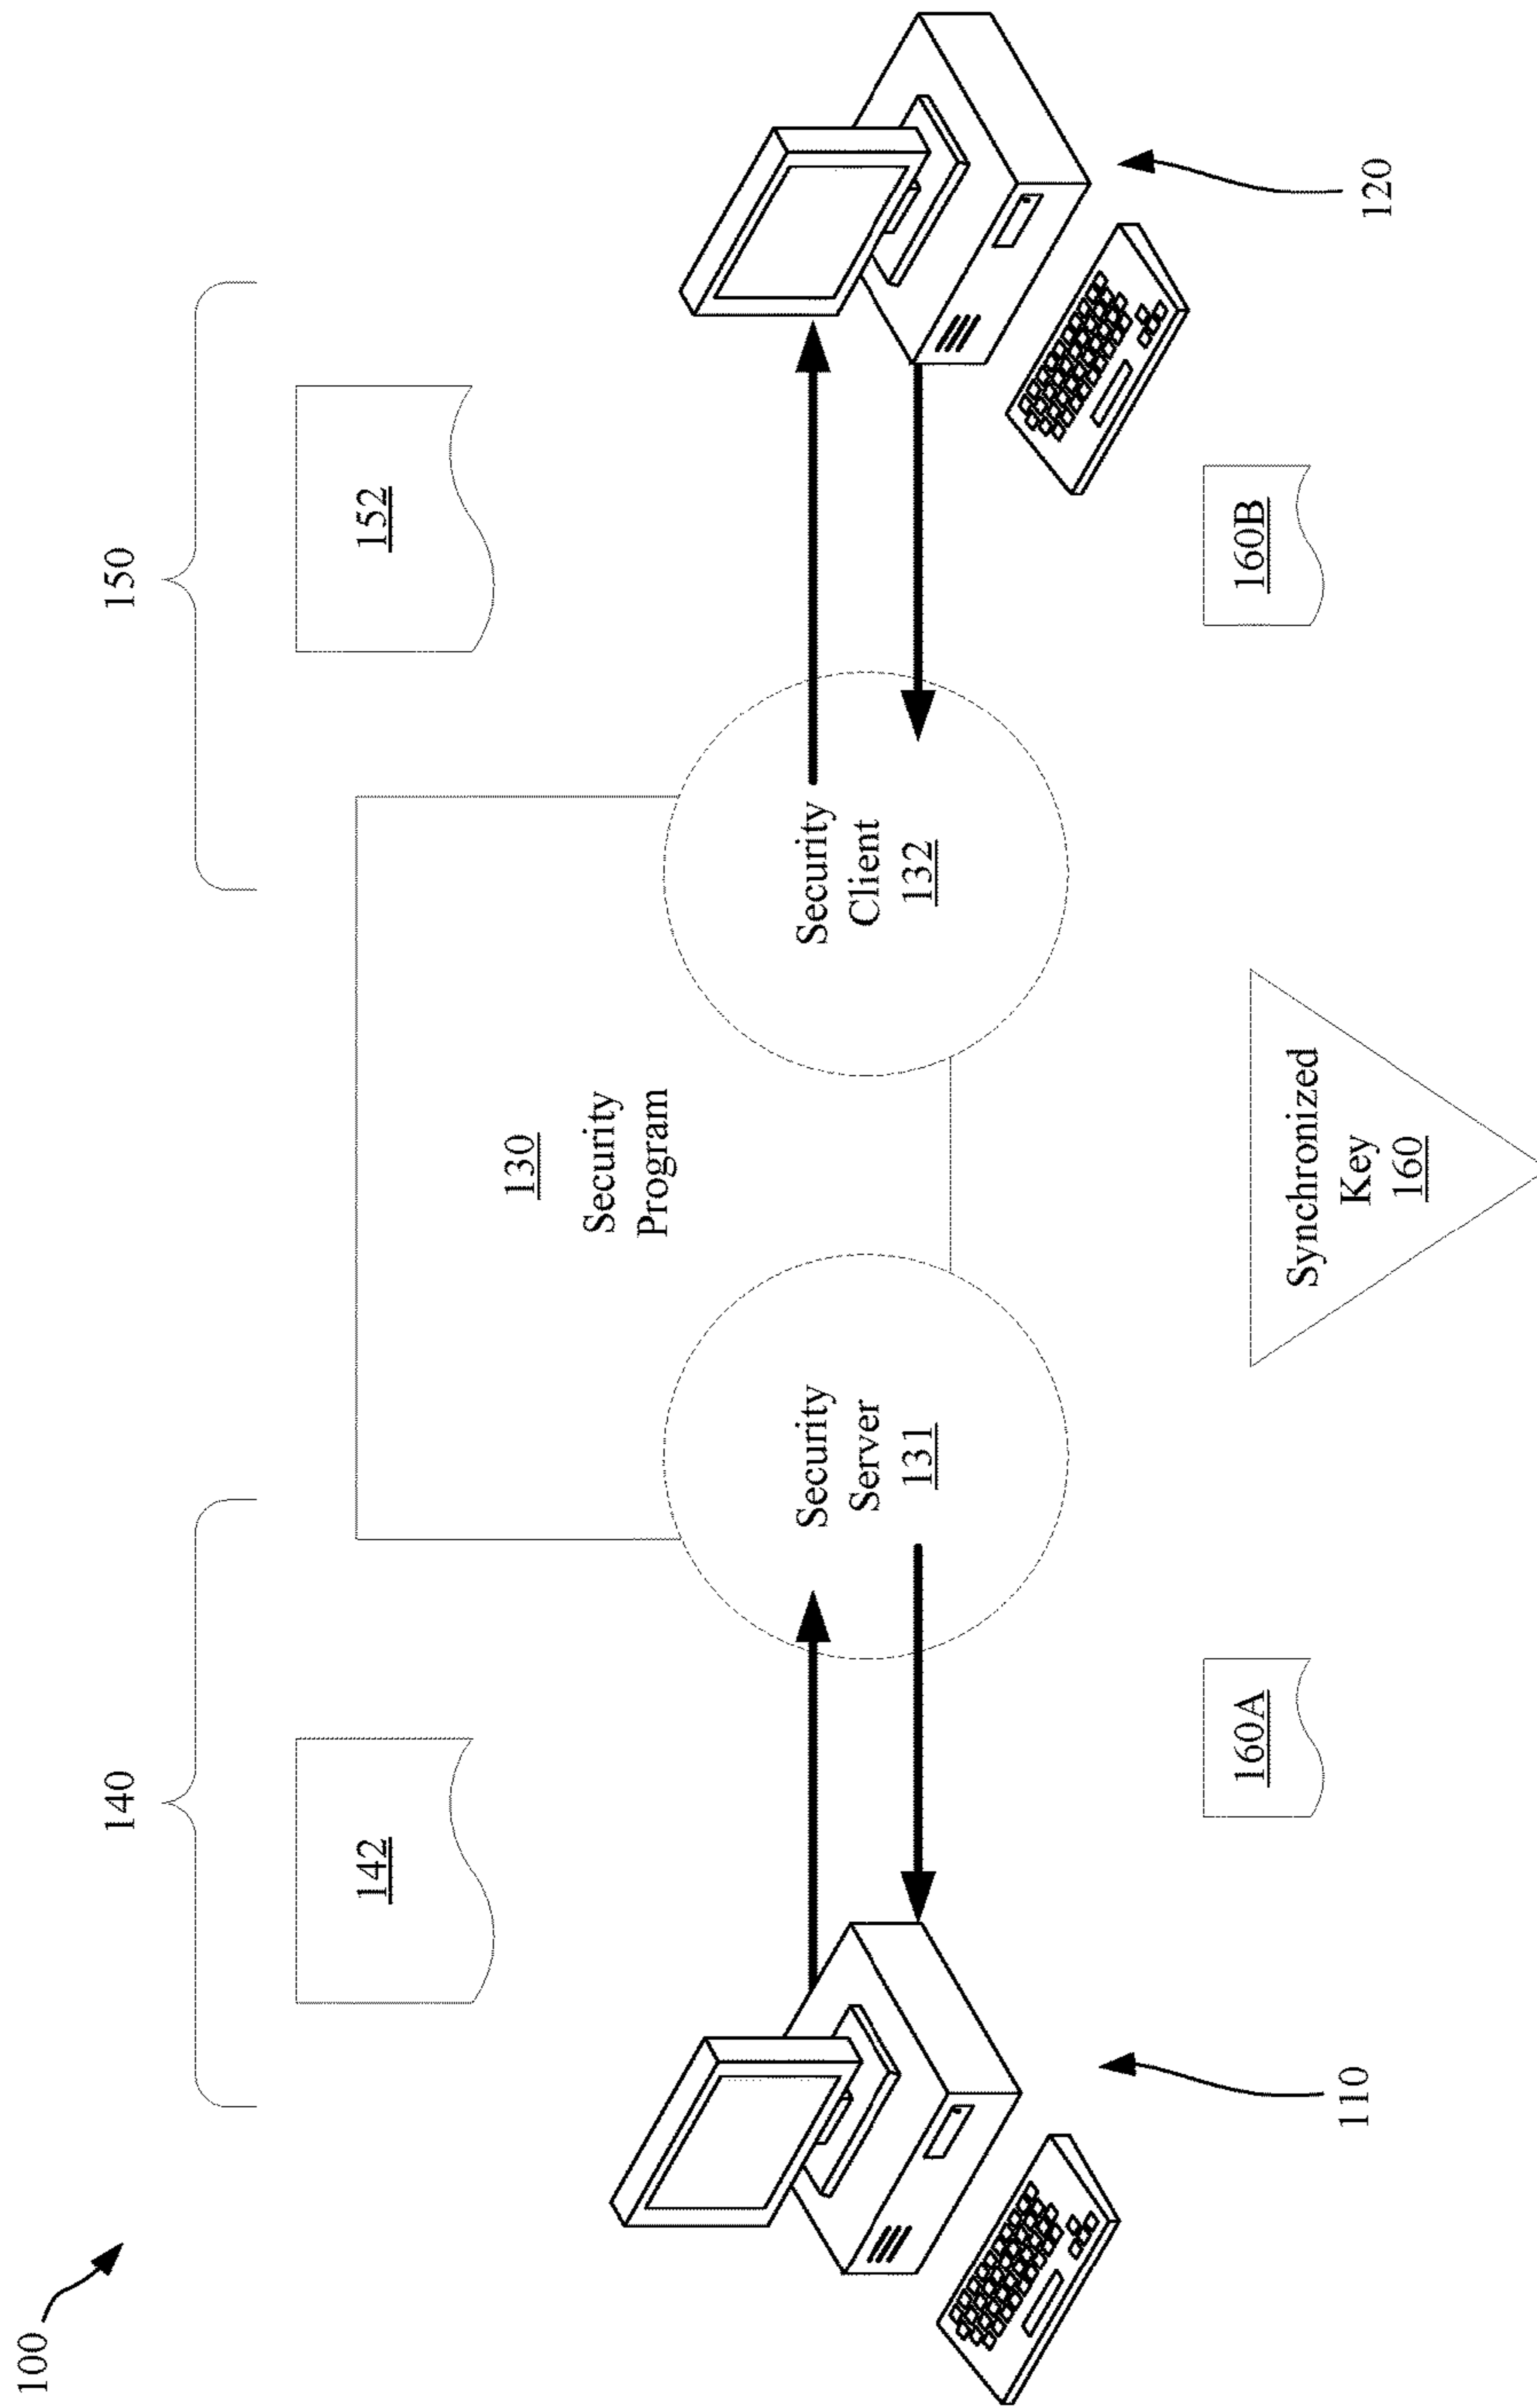 100
140
150
142
152
130
Security
Program
Security
Server
131
Security
Client
132
110
120
160A
160B
Synchronized
Key
160